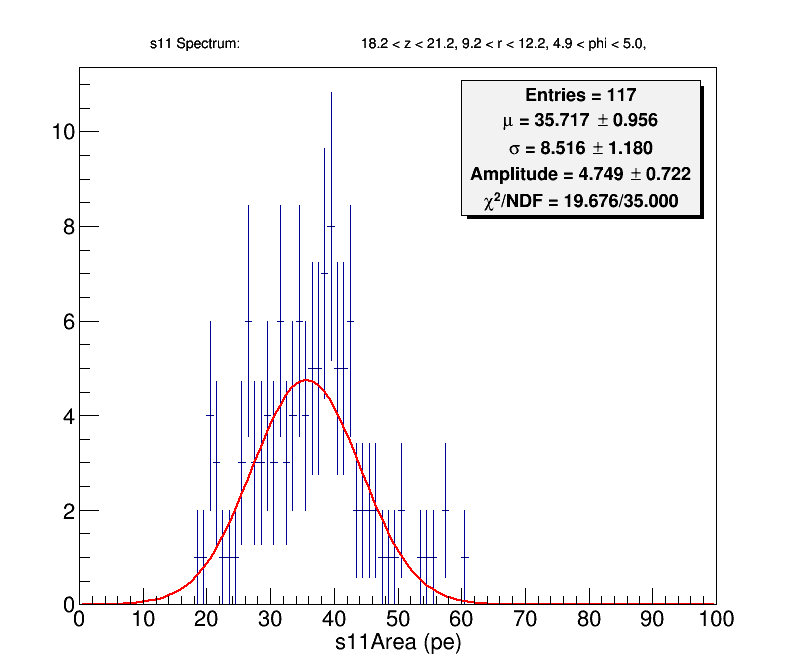 s11 Spectrum: 18.2 < z < 21.2, 9.2 < r < 12.2, 4.9 < phi < 5.0,
Entries = 117
μ = 35.717 ± 0.956
σ = 8.516 ± 1.180
Amplitude = 4.749 ± 0.722
χ²/NDF = 19.676/35.000
10
8
6
4
2
0
0 10 20 30 40 50 60 70 80 90 100
s11Area (pe)